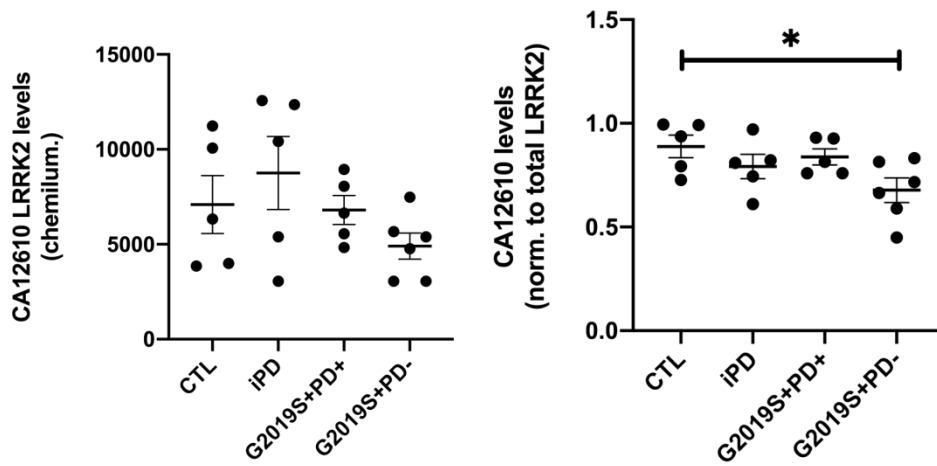 CA12610 LRRK2 levels
(chemilum.)
15000
10000
5000
0
CTL
iPD
G2019S+PD+
G2019S+PD-
CA12610 levels
(norm. to total LRRK2)
1.5
1.0
0.5
0.0
*
CTL
iPD
G2019S+PD+
G2019S+PD-